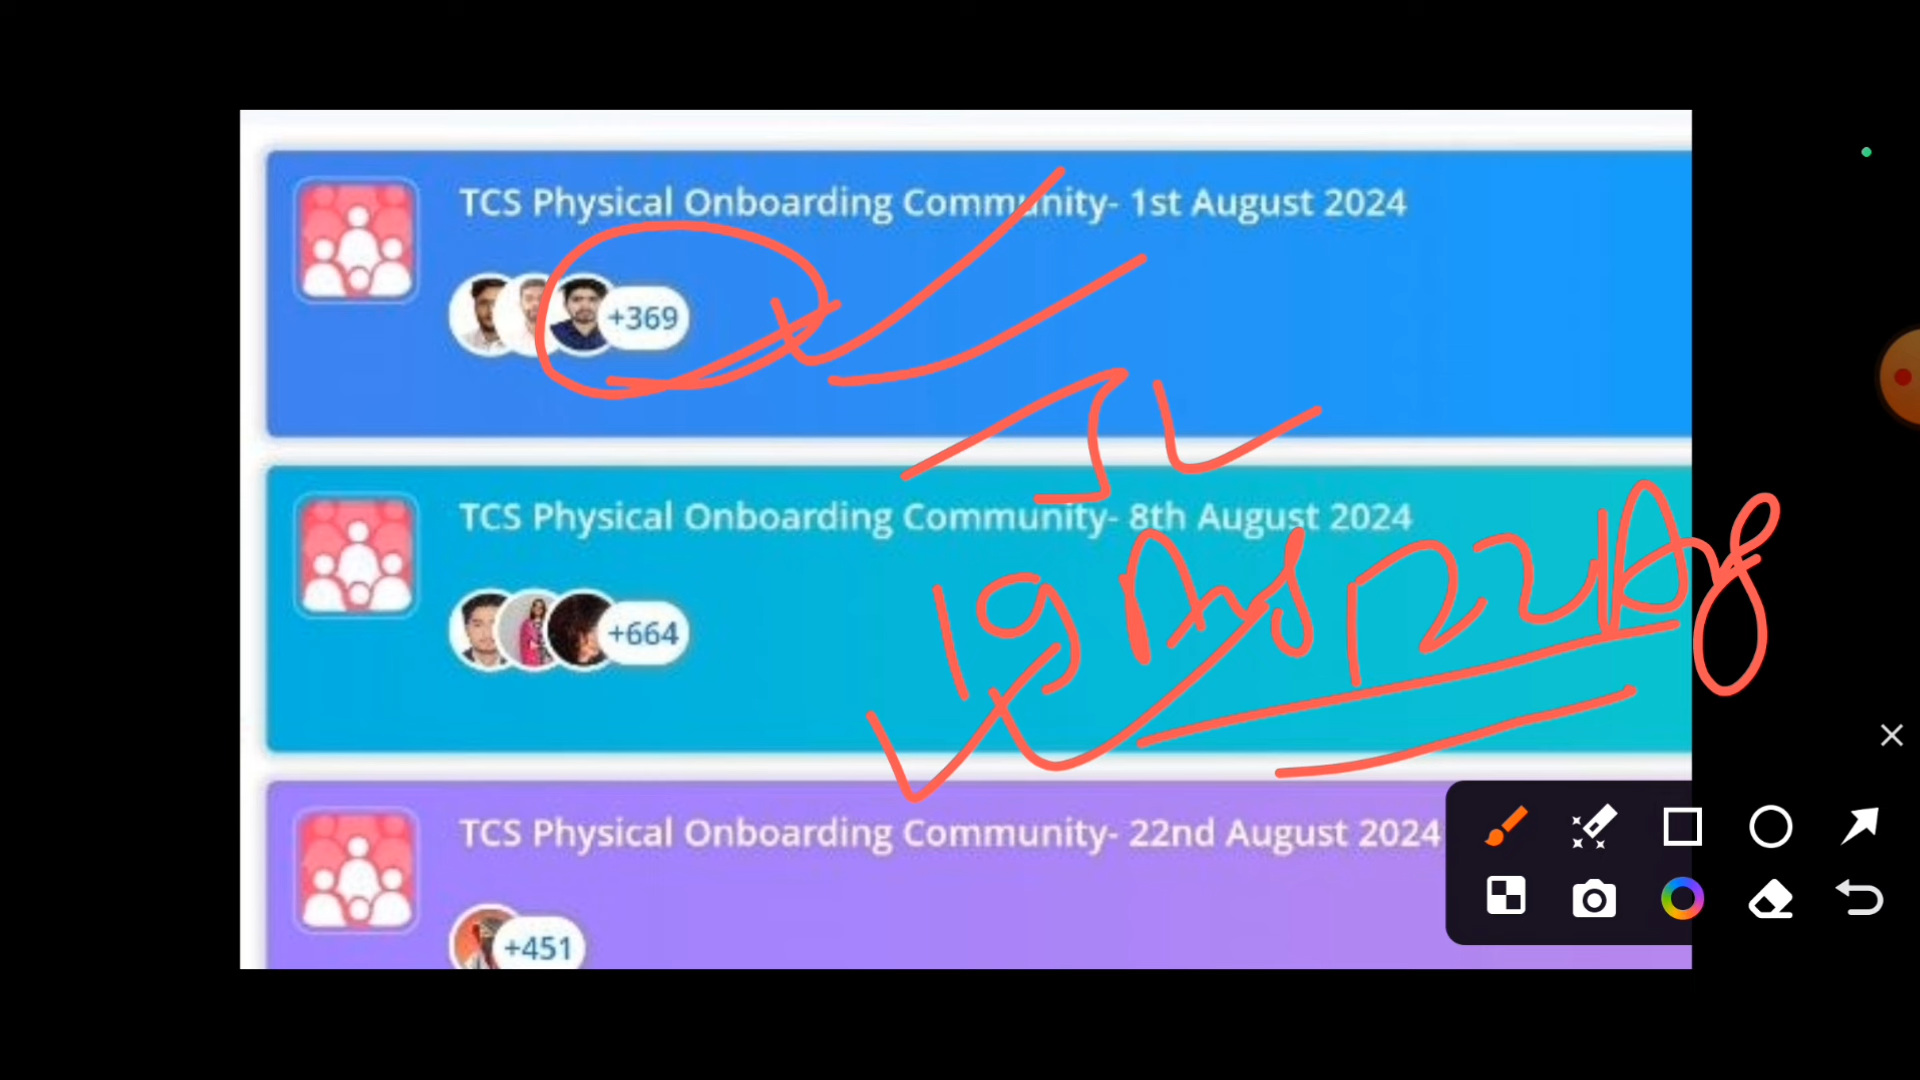 TCS Physical Onboarding Community- 1st August 2024
+369
TCS Physical Onboarding Community- 8th August 2024
+664
19 Aug 22 Aug
TCS Physical Onboarding Community- 22nd August 2024
+451